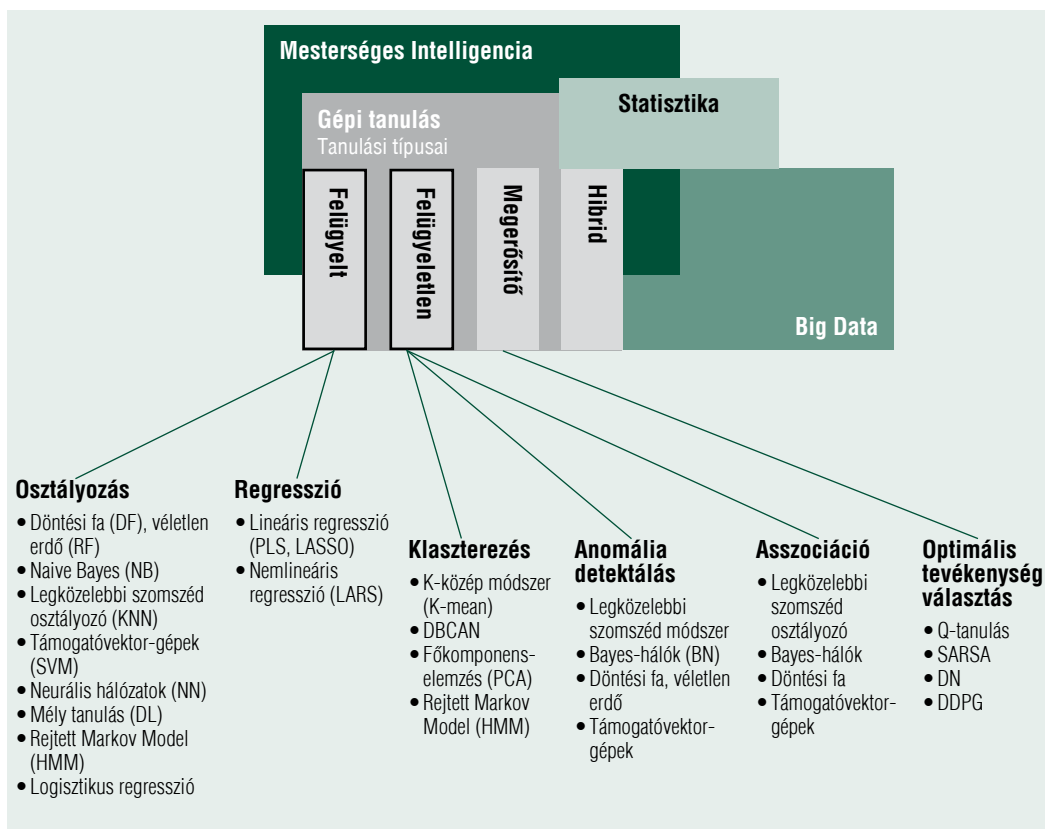 Mesterséges Intelligencia
Statisztika
Gépi tanulás
Tanulási típusai
Felügyelt
Felügyeletlen
Megerősítő
Hibrid
Big Data
Osztályozás
• Döntési fa (DF), véletlen
erdő (RF)
• Naive Bayes (NB)
• Legközelebbi szomszéd
osztályozó (KNN)
• Támogatóvektor-gépek
(SVM)
• Neurális hálózatok (NN)
• Mély tanulás (DL)
• Rejtett Markov Model
(HMM)
• Logisztikus regresszió
Regresszió
• Lineáris regresszió
(PLS, LASSO)
• Nemlineáris
regresszió (LARS)
Klaszterezés
• K-közép módszer
(K-mean)
• DBCAN
• Főkomponens-
elemzés (PCA)
• Rejtett Markov
Model (HMM)
Anomália
detektálás
• Legközelebbi
szomszéd módszer
• Bayes-hálók (BN)
• Döntési fa, véletlen
erdő
• Támogatóvektor-
gépek
Asszociáció
• Legközelebbi
szomszéd
osztályozó
• Bayes-hálók
• Döntési fa
• Támogatóvektor-
gépek
Optimális
tevékenység
választás
• Q-tanulás
• SARSA
• DN
• DDPG